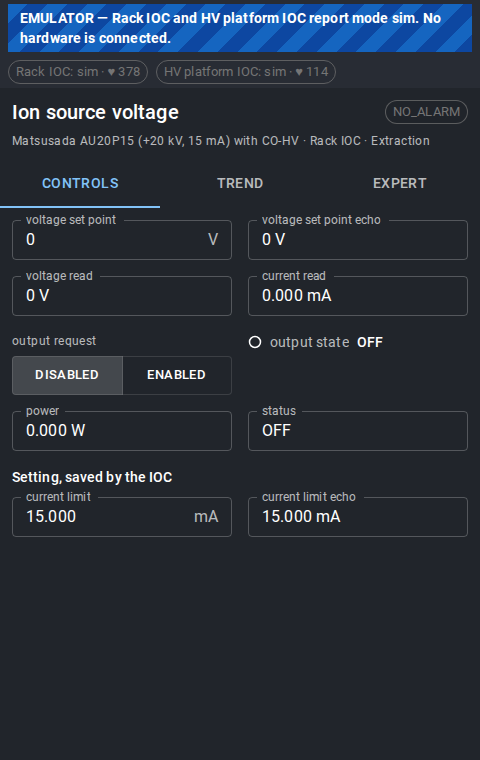 EMULATOR — Rack IOC and HV platform IOC report mode sim. No
hardware is connected.
Rack IOC: sim · ♥ 378
HV platform IOC: sim · ♥ 114
Ion source voltage
NO_ALARM
Matsusada AU20P15 (+20 kV, 15 mA) with CO-HV · Rack IOC · Extraction
CONTROLS
TREND
EXPERT
voltage set point
0 V
voltage set point echo
0 V
voltage read
0 V
current read
0.000 mA
output request
output state OFF
DISABLED
ENABLED
power
0.000 W
status
OFF
Setting, saved by the IOC
current limit
15.000 mA
current limit echo
15.000 mA